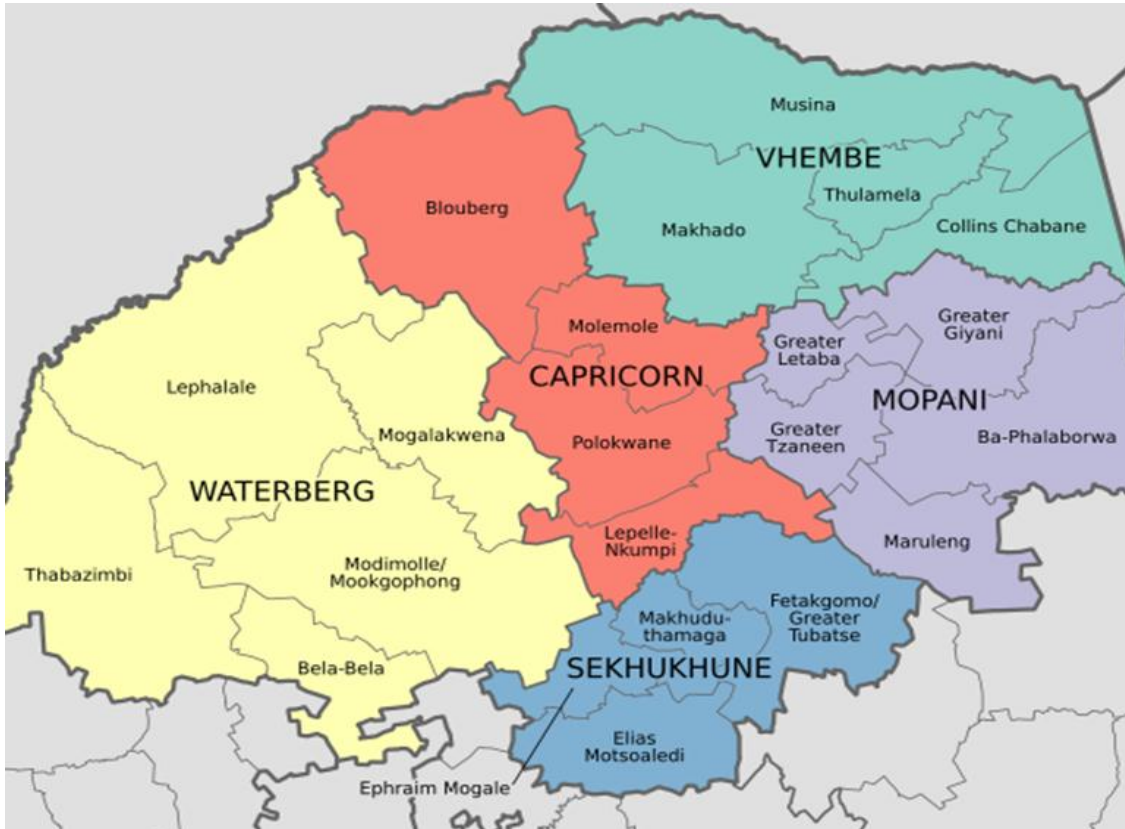 Musina
VHEMBE
Thulamela
Blouberg
Makhado
Collins Chabane
Molemole
Greater
Letaba
Greater
Giyani
CAPRICORN
Lephalale
MOPANI
Mogalakwena
Polokwane
Greater
Tzaneen
Ba-Phalaborwa
WATERBERG
Lepelle-
Nkumpi
Maruleng
Thabazimbi
Modimolle/
Mookgophong
Makhudu-
thamaga
Fetakgomo/
Greater
Tubatse
Bela-Bela
SEKHUKHUNE
Elias
Motsoaledi
Ephraim Mogale